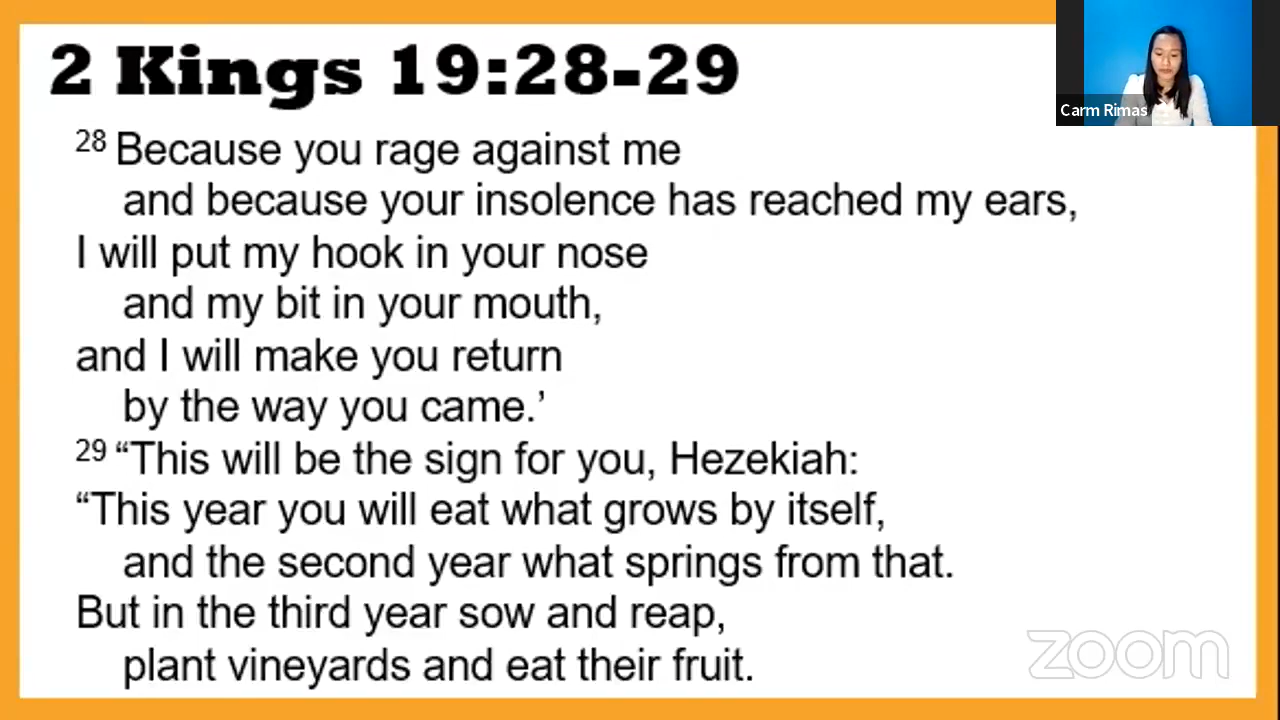 2 Kings 19:28-29
Carm Rimas
28 Because you rage against me
and because your insolence has reached my ears,
I will put my hook in your nose
and my bit in your mouth,
and I will make you return
by the way you came.’
29 “This will be the sign for you, Hezekiah:
“This year you will eat what grows by itself,
and the second year what springs from that.
But in the third year sow and reap,
plant vineyards and eat their fruit.
zoom